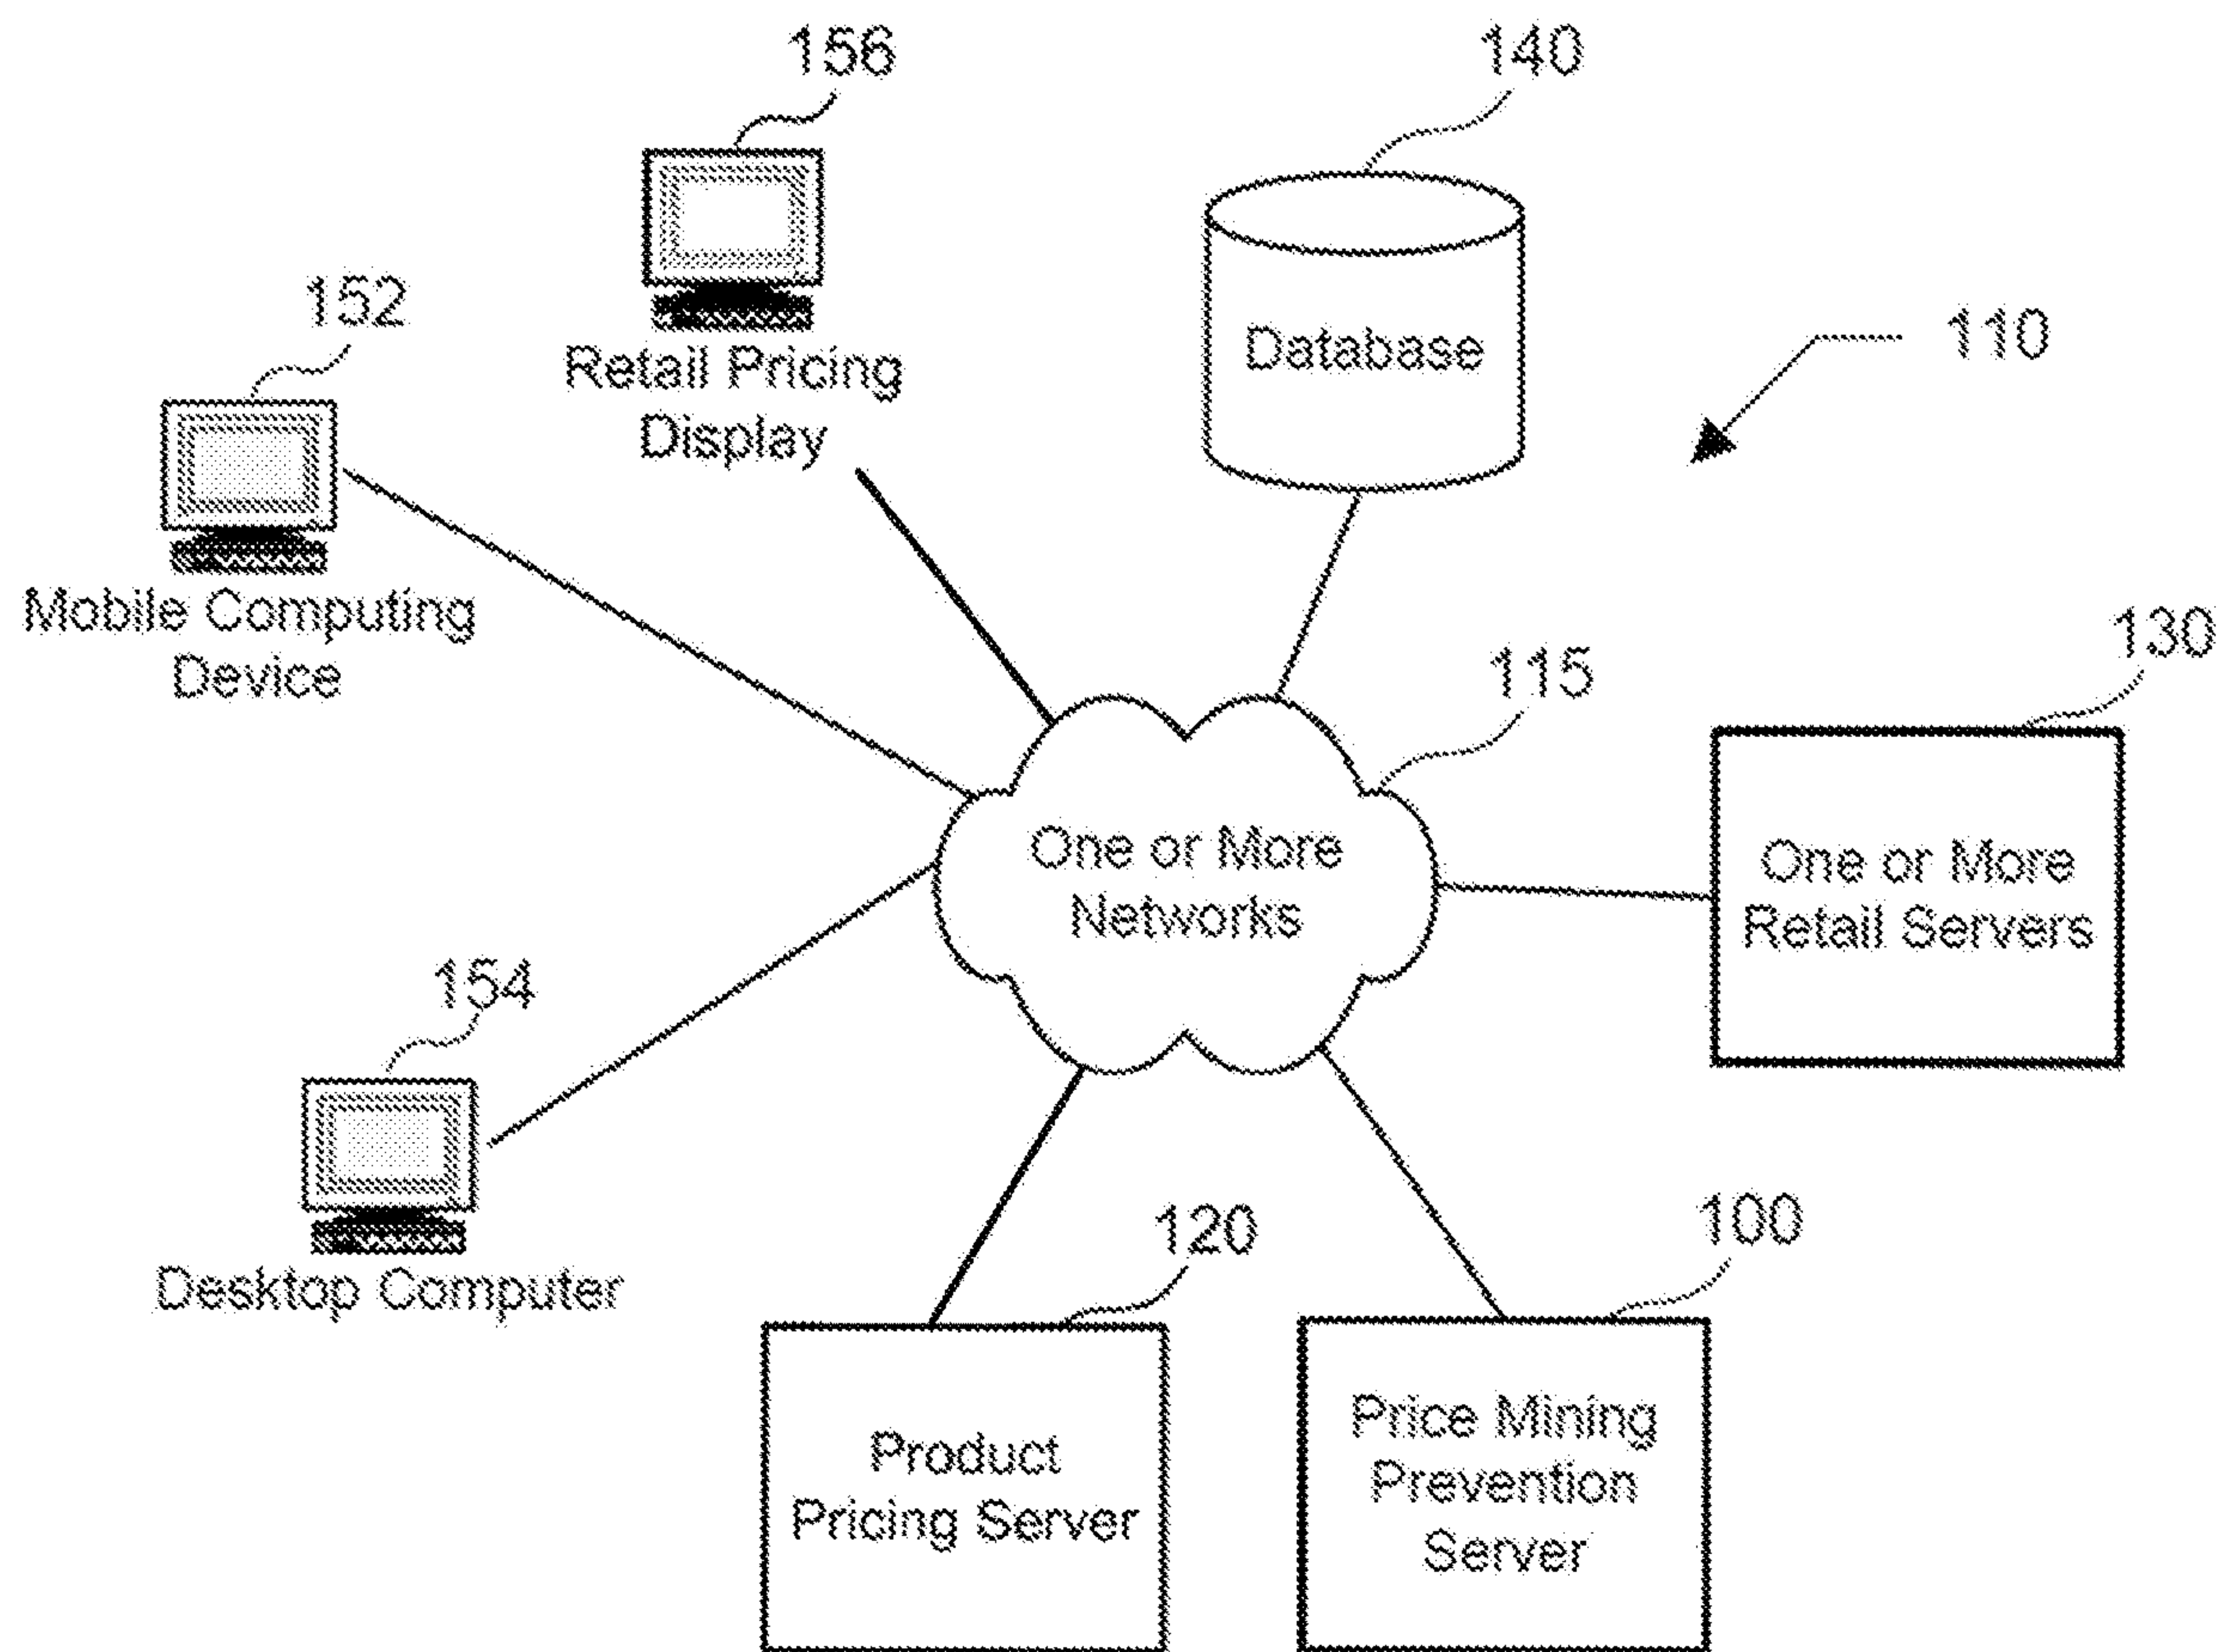 156
140
152
Retail Pricing
Display
Database
110
Mobile Computing
Device
115
130
One or More
Networks
One or More
Retail Servers
154
Desktop Computer
120
100
Product
Pricing Server
Price Mining
Prevention
Server